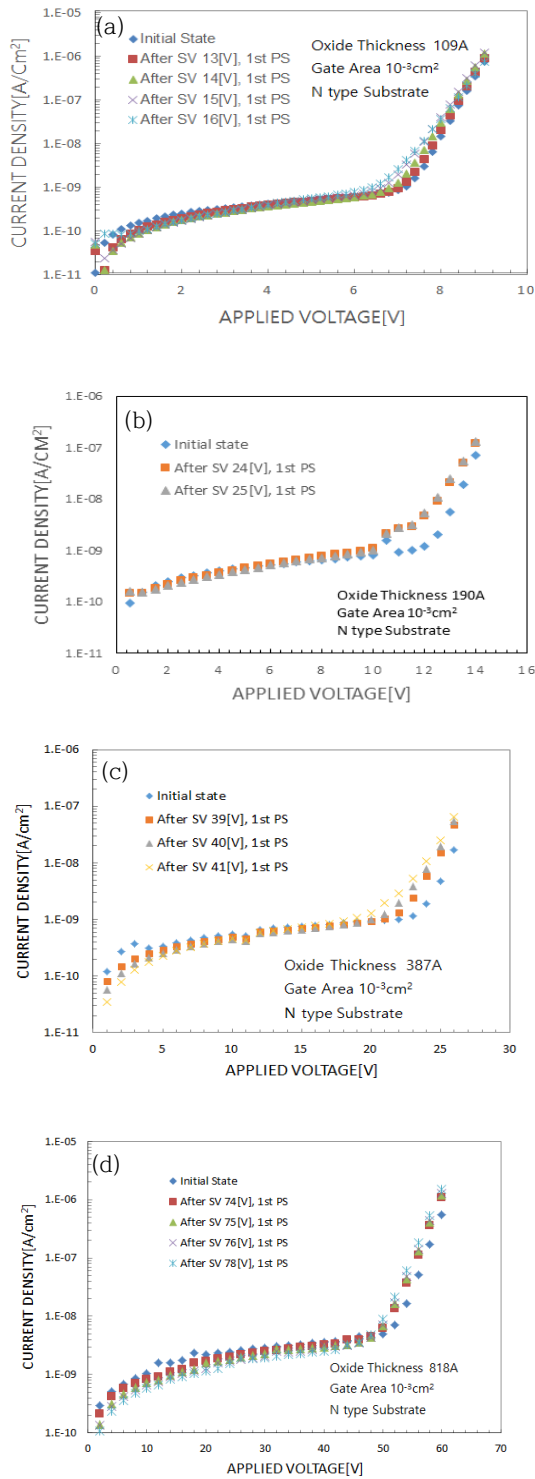 (a)
1.E-05
1.E-06
1.E-07
1.E-08
1.E-09
1.E-10
1.E-11
CURRENT DENSITY[A/Cm²]
Initial State
After SV 13[V], 1st PS
After SV 14[V], 1st PS
After SV 15[V], 1st PS
After SV 16[V], 1st PS
Oxide Thickness 109A
Gate Area 10⁻³cm²
N type Substrate
0 2 4 6 8 10
APPLIED VOLTAGE[V]
(b)
1.E-06
1.E-07
1.E-08
1.E-09
1.E-10
1.E-11
CURRENT DENSITY[A/CM²]
Initial state
After SV 24[V], 1st PS
After SV 25[V], 1st PS
Oxide Thickness 190A
Gate Area 10⁻³cm²
N type Substrate
0 2 4 6 8 10 12 14 16
APPLIED VOLTAGE[V]
(c)
1.E-06
1.E-07
1.E-08
1.E-09
1.E-10
1.E-11
CURRENT DENSITY[A/cm²]
Initial state
After SV 39[V], 1st PS
After SV 40[V], 1st PS
After SV 41[V], 1st PS
Oxide Thickness 387A
Gate Area 10⁻³cm²
N type Substrate
0 5 10 15 20 25 30
APPLIED VOLTAGE[V]
(d)
1.E-05
1.E-06
1.E-07
1.E-08
1.E-09
1.E-10
CURRENT DENSITY[A/cm²]
Initial State
After SV 74[V], 1st PS
After SV 75[V], 1st PS
After SV 76[V], 1st PS
After SV 78[V], 1st PS
Oxide Thickness 818A
Gate Area 10⁻³cm²
N type Substrate
0 10 20 30 40 50 60 70
APPLIED VOLTAGE[V]